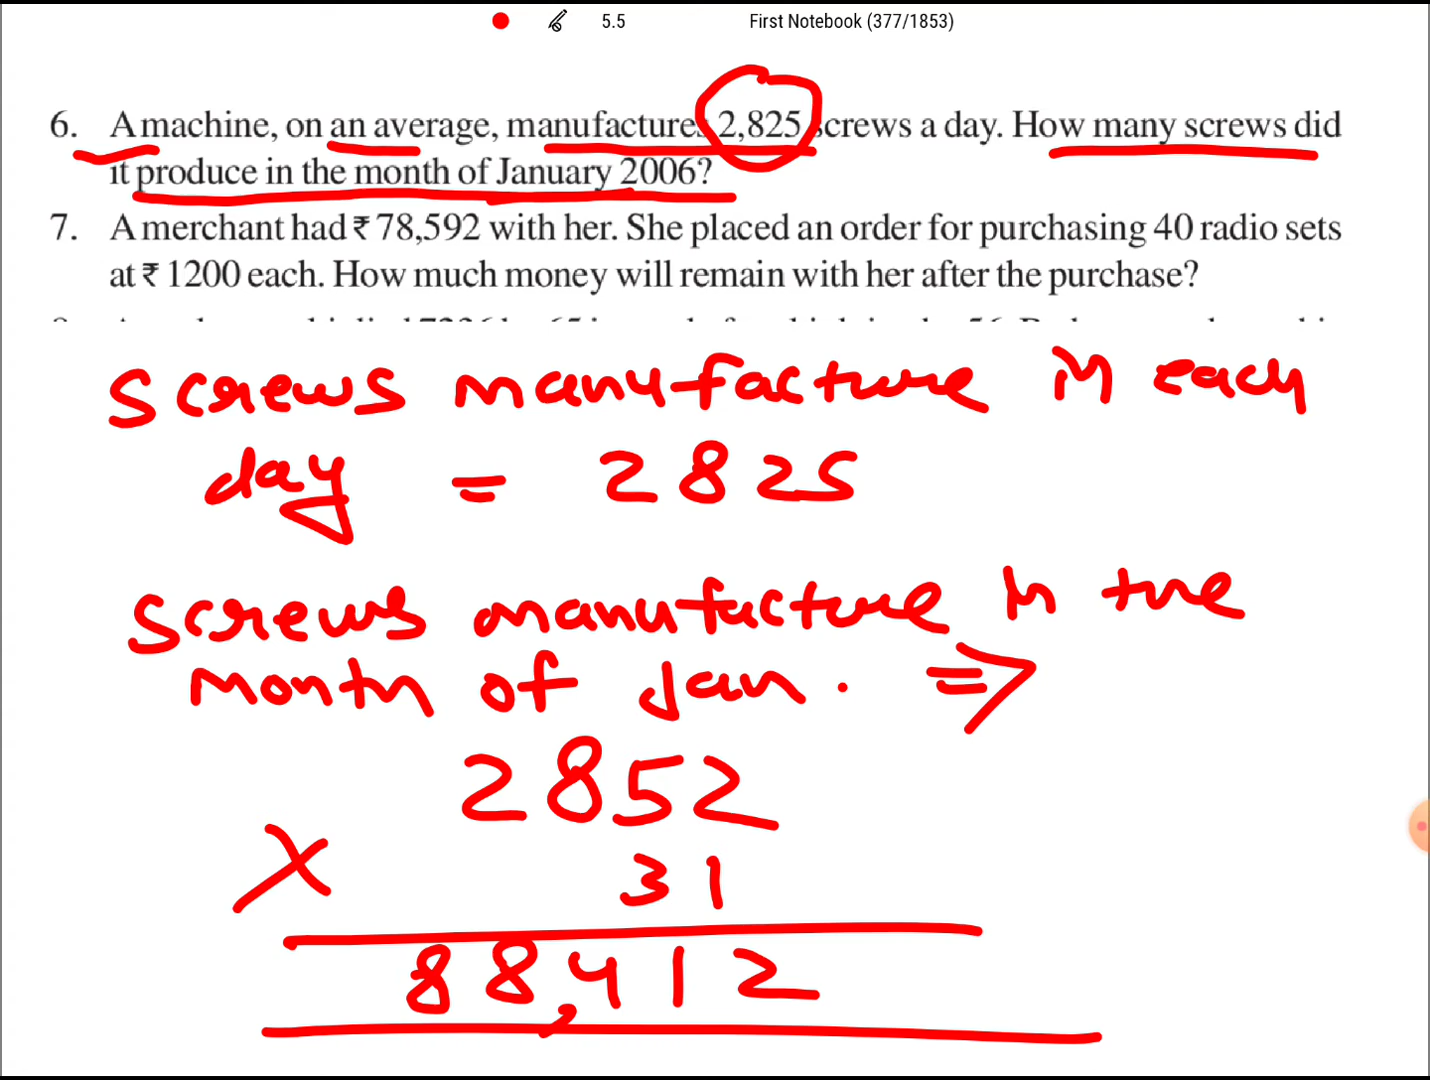 5.5 First Notebook (377/1853)
6. A machine, on an average, manufactures 2,825 screws a day. How many screws did
it produce in the month of January 2006?
7. A merchant had ₹ 78,592 with her. She placed an order for purchasing 40 radio sets
at ₹ 1200 each. How much money will remain with her after the purchase?
screws manufacture in each
day = 2825
screws manufacture in the
month of Jan. ⇒
2852
× 31
88,412